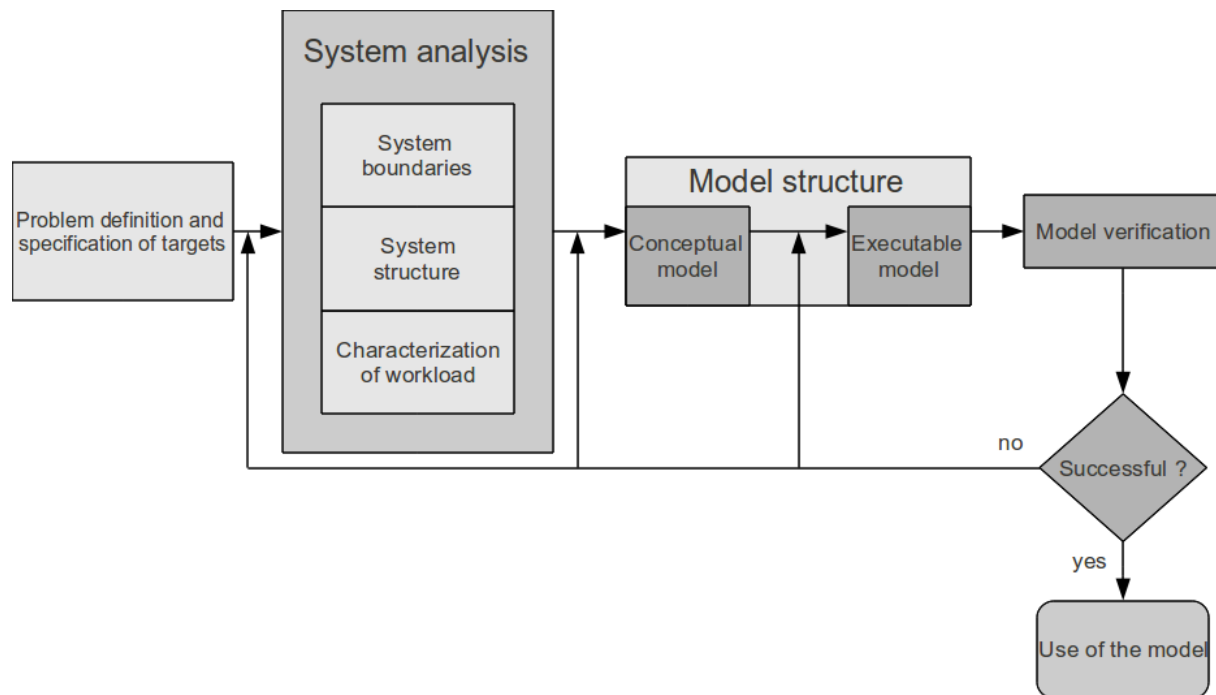 System analysis
System
boundaries
Problem definition and
specification of targets
System
structure
Characterization
of workload
Model structure
Conceptual
model
Executable
model
Model verification
no
Successful ?
yes
Use of the model